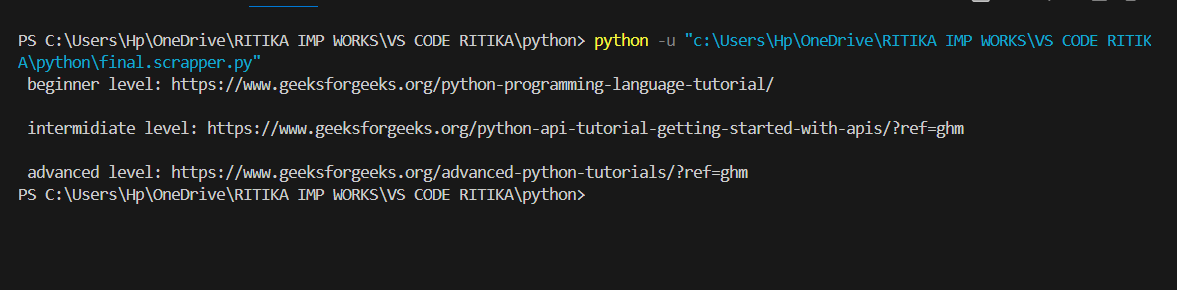 PS C:\Users\Hp\OneDrive\RITIKA IMP WORKS\VS CODE RITIKA\python> python -u "c:\Users\Hp\OneDrive\RITIKA IMP WORKS\VS CODE RITIK
A\python\final.scrapper.py"
beginner level: https://www.geeksforgeeks.org/python-programming-language-tutorial/
intermidiate level: https://www.geeksforgeeks.org/python-api-tutorial-getting-started-with-apis/?ref=ghm
advanced level: https://www.geeksforgeeks.org/advanced-python-tutorials/?ref=ghm
PS C:\Users\Hp\OneDrive\RITIKA IMP WORKS\VS CODE RITIKA\python>